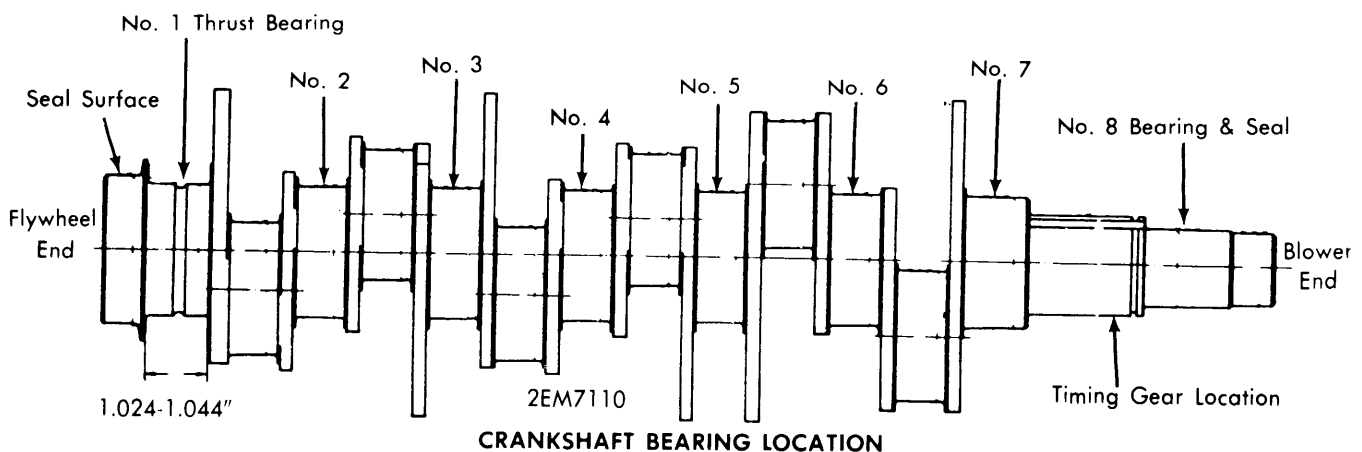 No. 1 Thrust Bearing
Seal Surface
No. 2
No. 3
No. 4
No. 5
No. 6
No. 7
No. 8 Bearing & Seal
Flywheel
End
Blower
End
1.024-1.044"
2EM7110
Timing Gear Location
CRANKSHAFT BEARING LOCATION